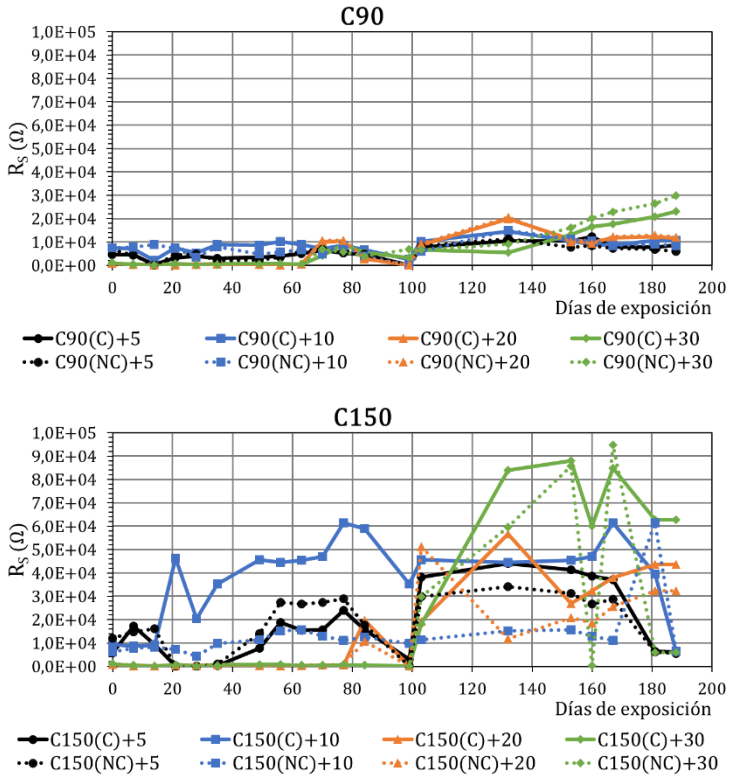 C90
1,0E+05
9,0E+04
8,0E+04
7,0E+04
6,0E+04
5,0E+04
4,0E+04
3,0E+04
2,0E+04
1,0E+04
0,0E+00
RS (Ω)
0 20 40 60 80 100 120 140 160 180 200
Días de exposición
C90(C)+5 C90(C)+10 C90(C)+20 C90(C)+30
C90(NC)+5 C90(NC)+10 C90(NC)+20 C90(NC)+30
C150
1,0E+05
9,0E+04
8,0E+04
7,0E+04
6,0E+04
5,0E+04
4,0E+04
3,0E+04
2,0E+04
1,0E+04
0,0E+00
RS (Ω)
0 20 40 60 80 100 120 140 160 180 200
Días de exposición
C150(C)+5 C150(C)+10 C150(C)+20 C150(C)+30
C150(NC)+5 C150(NC)+10 C150(NC)+20 C150(NC)+30